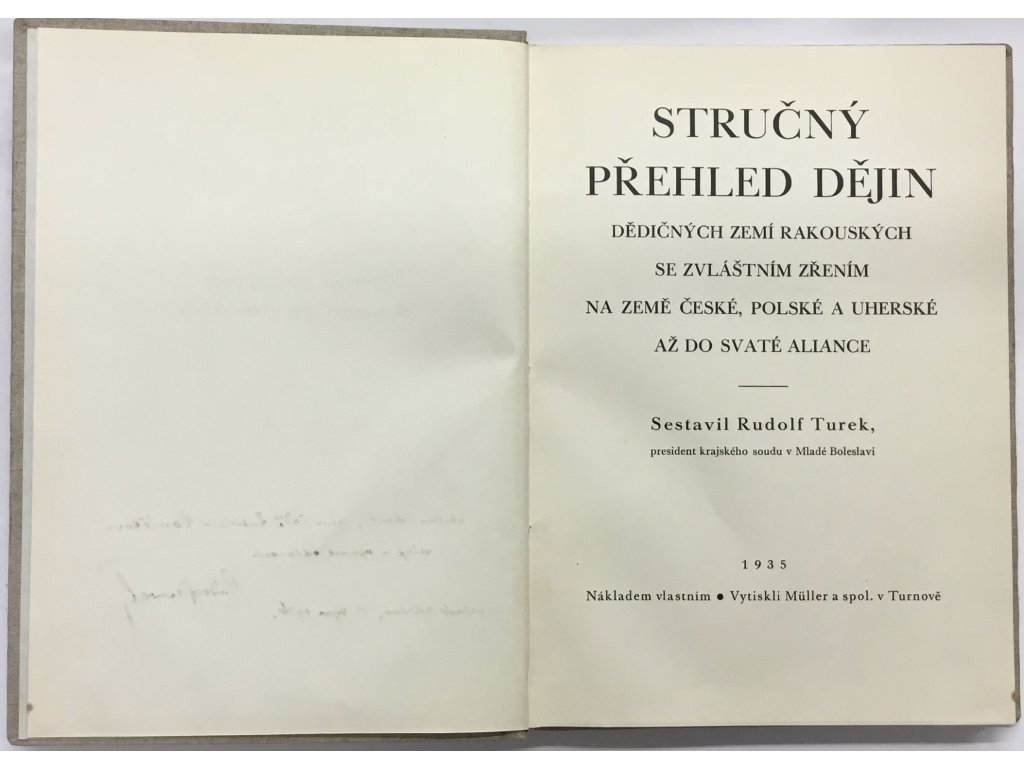 STRUČNÝ
PŘEHLED DĚJIN
DĚDIČNÝCH ZEMÍ RAKOUSKÝCH
SE ZVLÁŠTNÍM ZŘENÍM
NA ZEMĚ ČESKÉ, POLSKÉ A UHERSKÉ
AŽ DO SVATÉ ALIANCE
Sestavil Rudolf Turek,
president krajského soudu v Mladé Boleslavi
1935
Nákladem vlastním ● Vytiskli Müller a spol. v Turnově